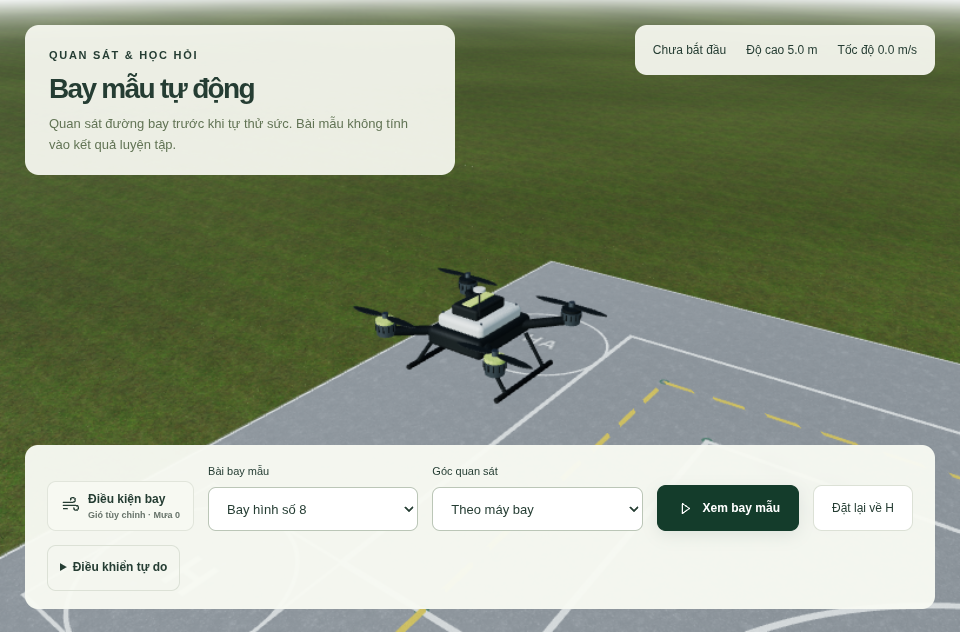 QUAN SÁT & HỌC HỎI
Bay mẫu tự động
Quan sát đường bay trước khi tự thử sức. Bài mẫu không tính
vào kết quả luyện tập.
Chưa bắt đầu Độ cao 5.0 m Tốc độ 0.0 m/s
HA
Bài bay mẫu
Góc quan sát
Điều kiện bay
Gió tùy chỉnh · Mưa 0
Bay hình số 8
Theo máy bay
Xem bay mẫu
Đặt lại về H
Điều khiển tự do